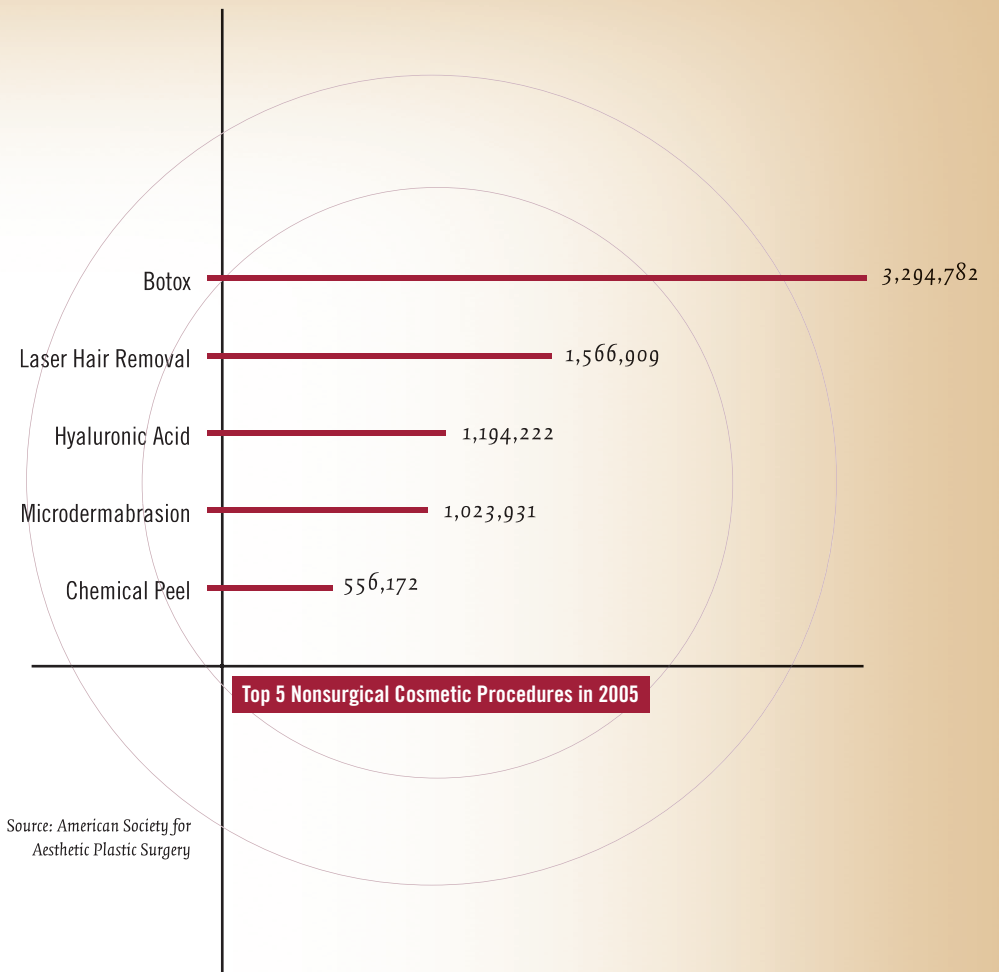 Botox 3,294,782
Laser Hair Removal 1,566,909
Hyaluronic Acid 1,194,222
Microdermabrasion 1,023,931
Chemical Peel 556,172
Top 5 Nonsurgical Cosmetic Procedures in 2005
Source: American Society for
Aesthetic Plastic Surgery